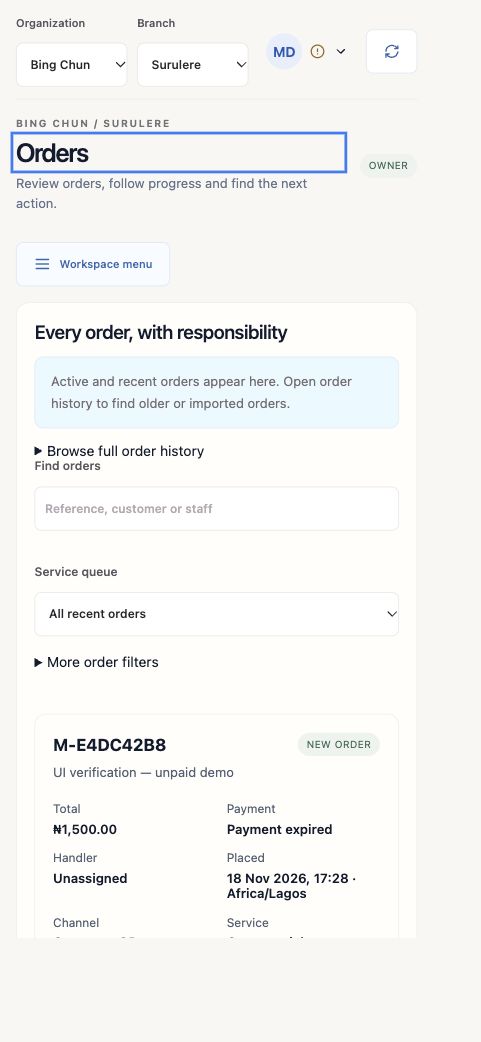 Organization
Branch
Bing Chun
Surulere
MD
BING CHUN / SURULERE
Orders
OWNER
Review orders, follow progress and find the next
action.
Workspace menu
Every order, with responsibility
Active and recent orders appear here. Open order
history to find older or imported orders.
Browse full order history
Find orders
Reference, customer or staff
Service queue
All recent orders
More order filters
M-E4DC42B8
NEW ORDER
UI verification — unpaid demo
Total
Payment
₦1,500.00
Payment expired
Handler
Placed
Unassigned
18 Nov 2026, 17:28 ·
Africa/Lagos
Channel
Service